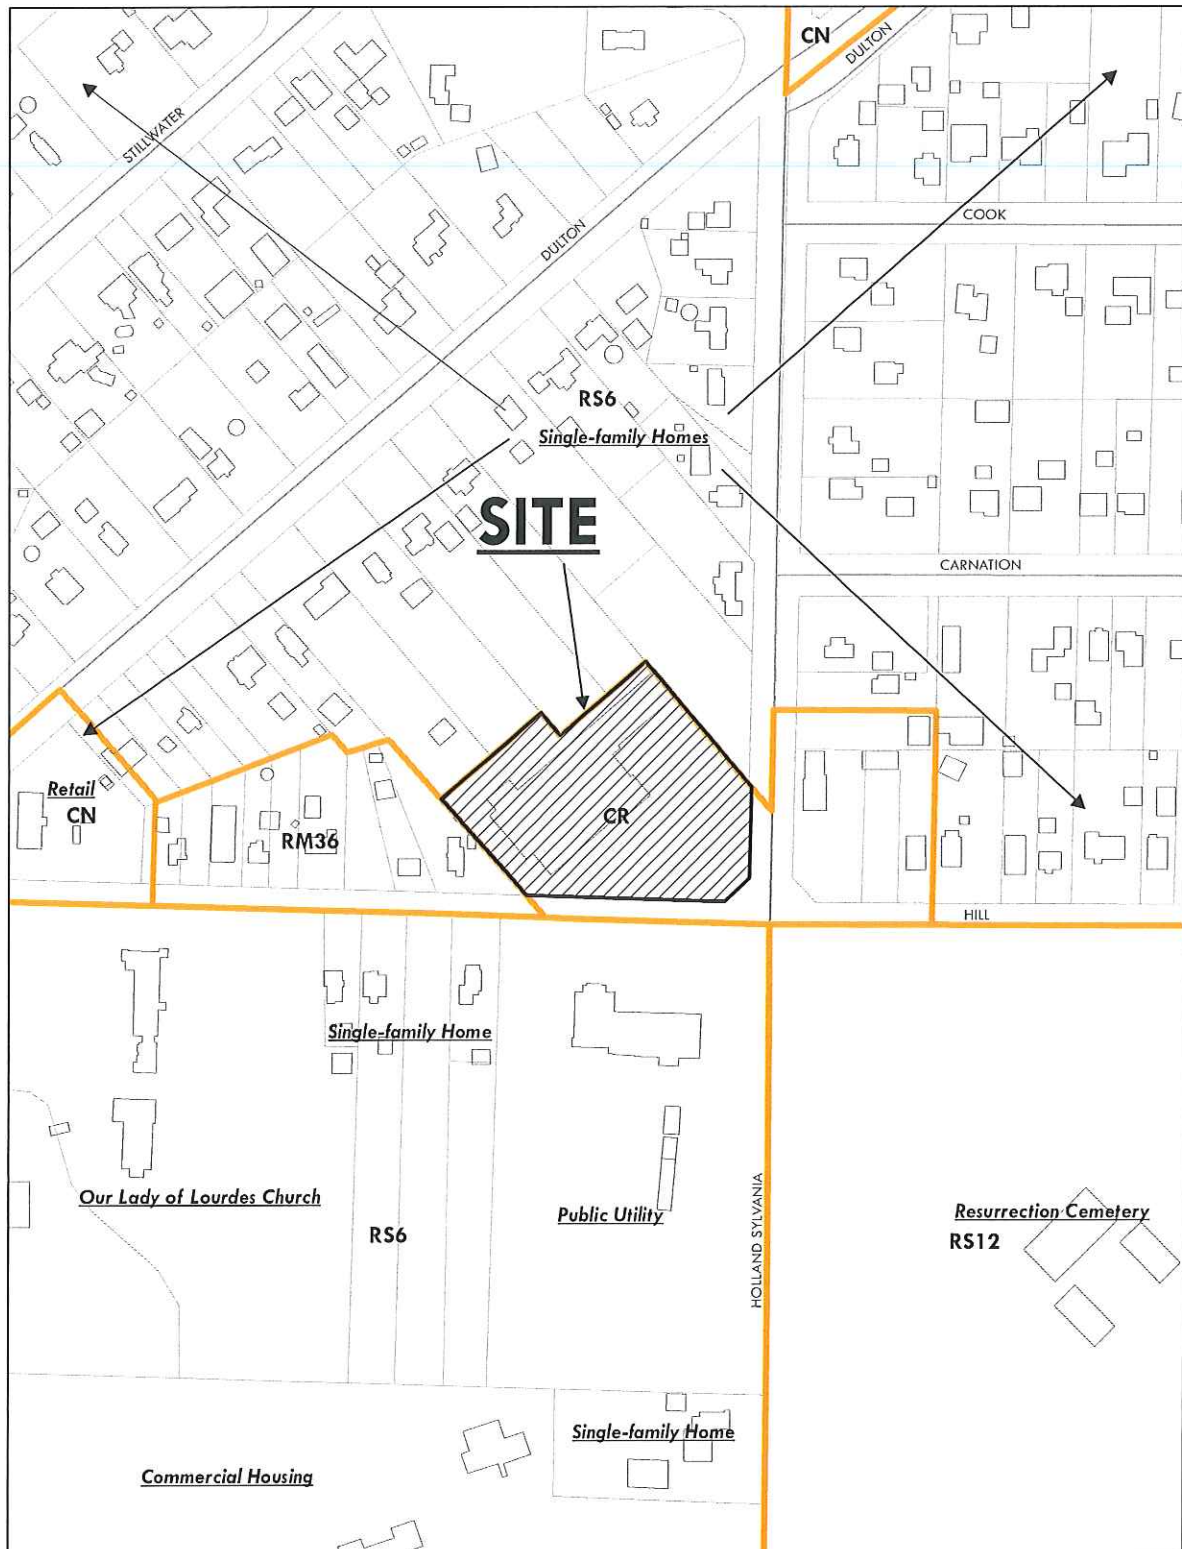 CN
DULTON
STILLWATER
COOK
DULTON
RS6
Single-family Homes
SITE
CARNATION
Retail
CN
RM36
CR
HILL
Single-family Home
Our Lady of Lourdes Church
Public Utility
RS6
HOLLAND SYLVANIA
Resurrection Cemetery
RS12
Single-family Home
Commercial Housing